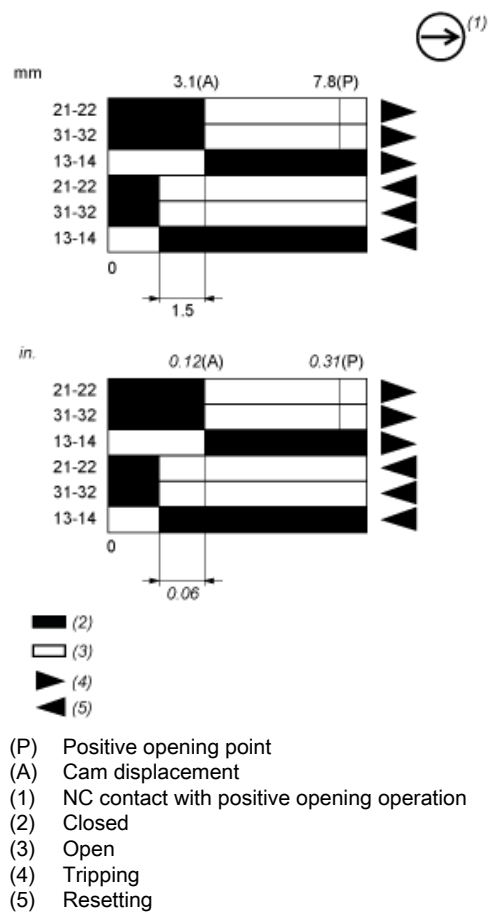 (1)
mm
3.1(A) 7.8(P)
21-22
31-32
13-14
21-22
31-32
13-14
0
1.5
in.
0.12(A) 0.31(P)
21-22
31-32
13-14
21-22
31-32
13-14
0
0.06
(2)
(3)
(4)
(5)
(P) Positive opening point
(A) Cam displacement
(1) NC contact with positive opening operation
(2) Closed
(3) Open
(4) Tripping
(5) Resetting